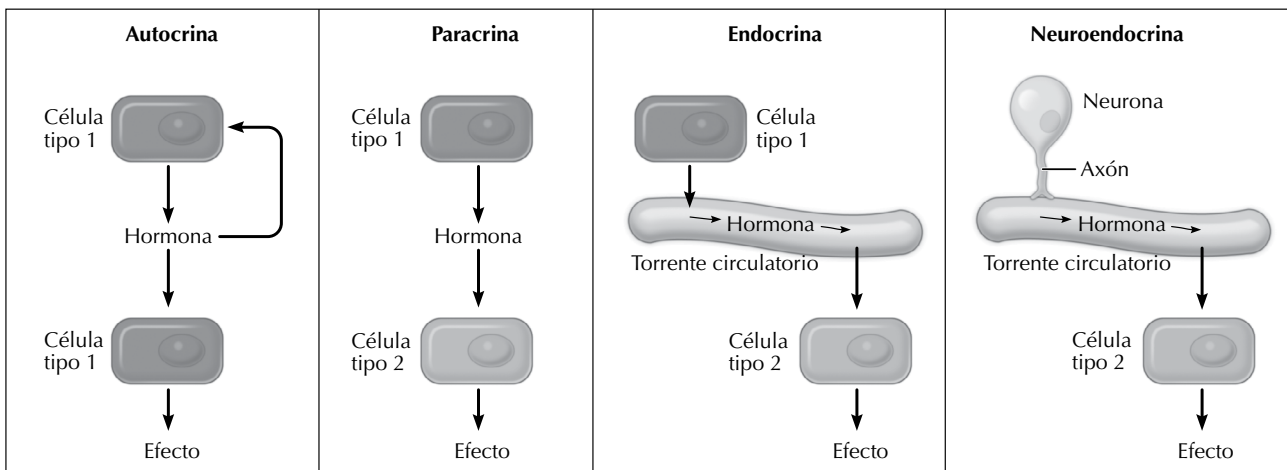 Autocrina
Célula
tipo 1
Hormona
Célula
tipo 1
Efecto
Paracrina
Célula
tipo 1
Hormona
Célula
tipo 2
Efecto
Endocrina
Célula
tipo 1
Hormona
Torrente circulatorio
Célula
tipo 2
Efecto
Neuroendocrina
Neurona
Axón
Hormona
Torrente circulatorio
Célula
tipo 2
Efecto